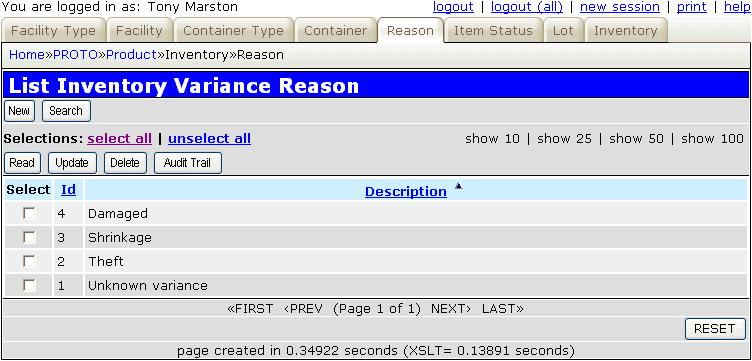 You are logged in as: Tony Marston logout | logout (all) | new session | print | help
Facility Type Facility Container Type Container Reason Item Status Lot Inventory
Home»PROTO»Product»Inventory»Reason
List Inventory Variance Reason
New Search
Selections: select all | unselect all show 10 | show 25 | show 50 | show 100
Read Update Delete Audit Trail
Select Id Description
4 Damaged
3 Shrinkage
2 Theft
1 Unknown variance
«FIRST ‹PREV (Page 1 of 1) NEXT› LAST»
RESET
page created in 0.34922 seconds (XSLT= 0.13891 seconds)